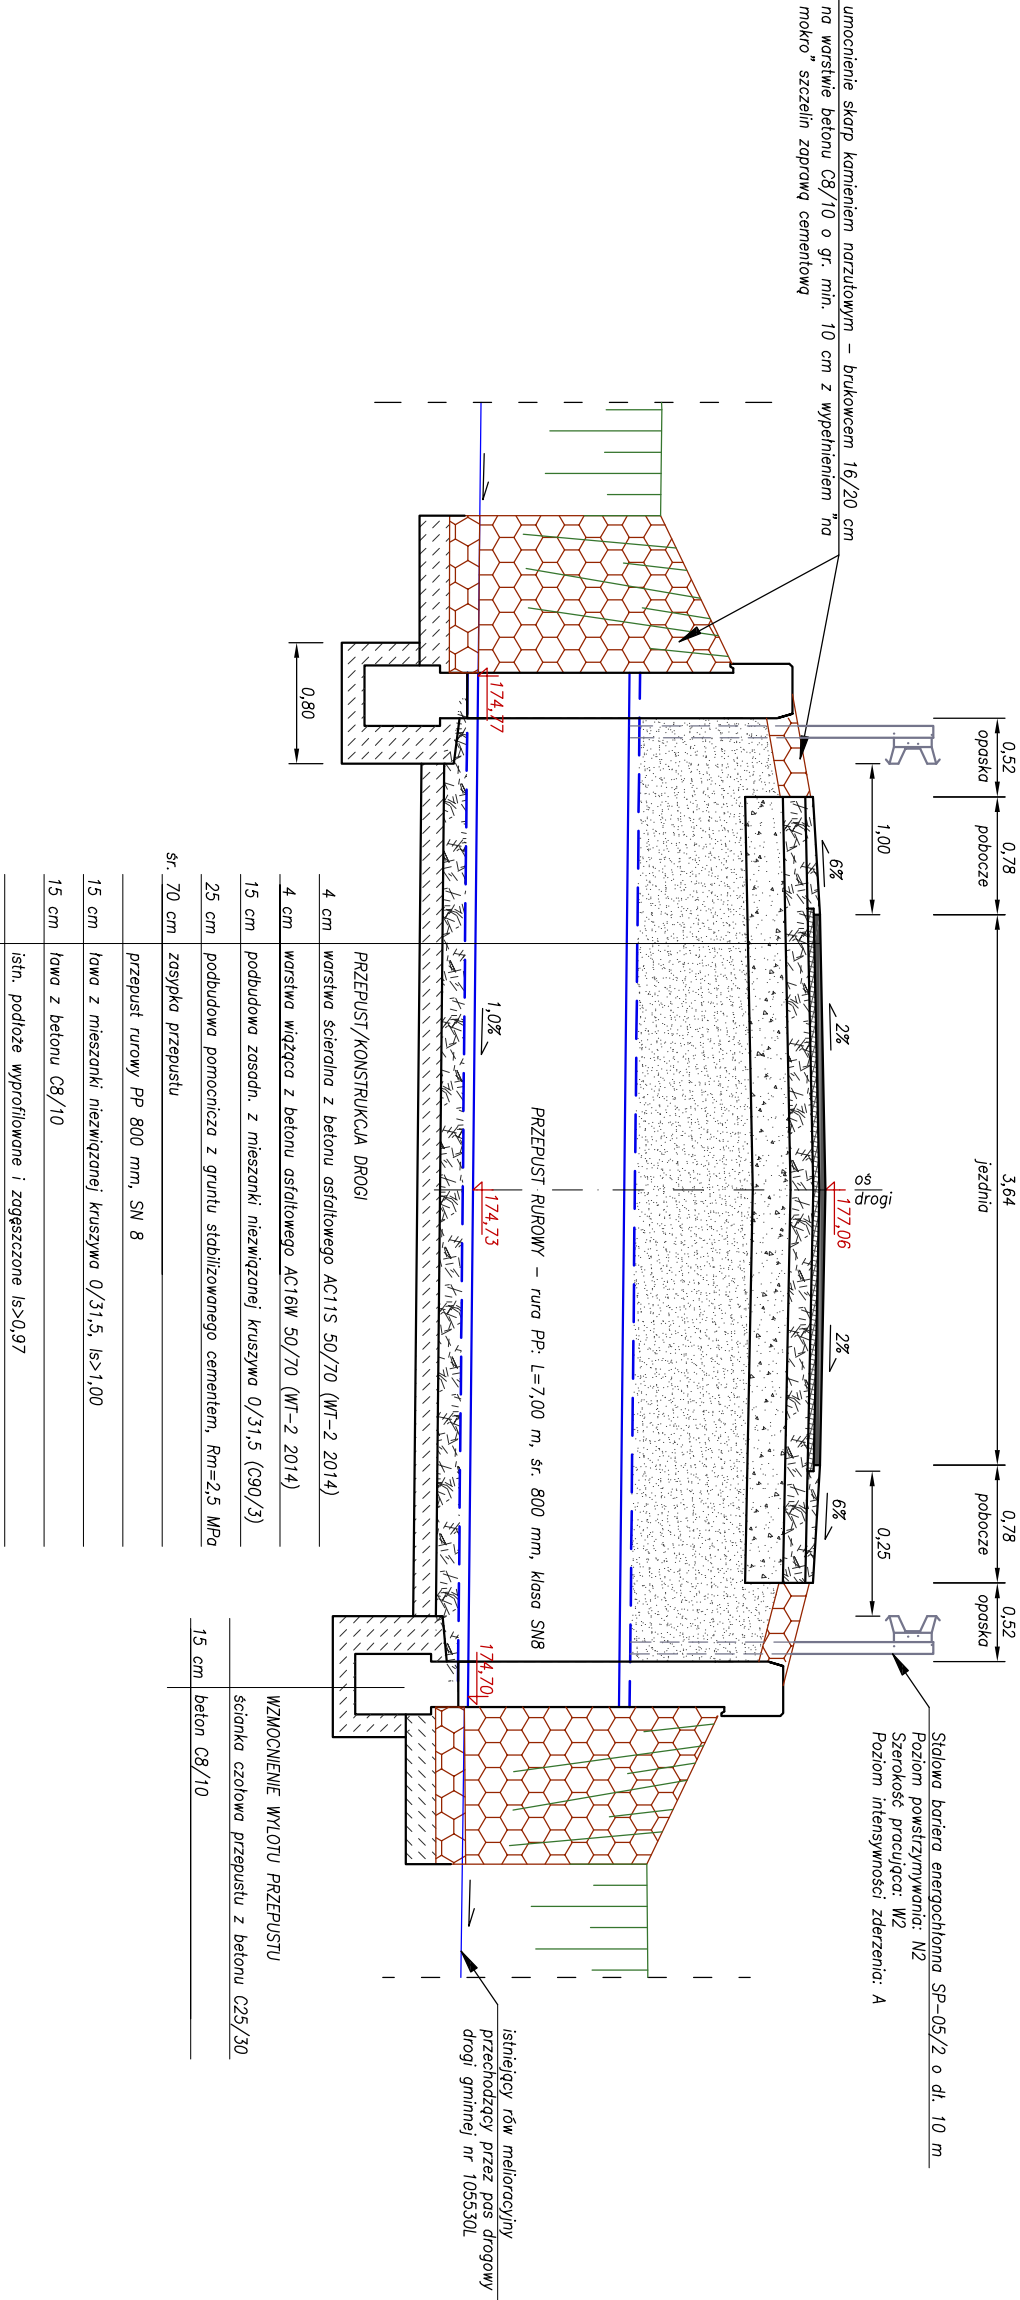 umocnienie skarp kamieniem narzutowym – brukowcem 16/20 cm
na warstwie betonu C8/10 o gr. min. 10 cm z wypełnieniem "na
mokro" szczelin zaprawą cementową
0,52
opaska
0,78
pobocze
3,64
jezdnia
0,78
pobocze
0,52
opaska
1,00
0,25
6%
2%
2%
6%
oś
drogi
177,06
Stalowa bariera energochłonna SP–05/2 o dł. 10 m
Poziom powstrzymywania: N2
Szerokość pracująca: W2
Poziom intensywności zderzenia: A
PRZEPUST RUROWY – rura PP: L=7,00 m, śr. 800 mm, klasa SN8
174,77
174,73
174,70
1,0%
0,80
istniejący rów melioracyjny
przechodzący przez pas drogowy
drogi gminnej nr 105530L
PRZEPUST/KONSTRUKCJA DROGI
4 cm warstwa ścieralna z betonu asfaltowego AC11S 50/70 (WT–2 2014)
4 cm warstwa wiążąca z betonu asfaltowego AC16W 50/70 (WT–2 2014)
15 cm podbudowa zasadn. z mieszanki niezwiązanej kruszywa 0/31,5 (C90/3)
25 cm podbudowa pomocnicza z gruntu stabilizowanego cementem, Rm=2,5 MPa
śr. 70 cm zasypka przepustu
przepust rurowy PP 800 mm, SN 8
15 cm ława z mieszanki niezwiązanej kruszywa 0/31,5, Is>1,00
15 cm ława z betonu C8/10
istn. podłoże wyprofilowane i zagęszczone Is>0,97
WZMOCNIENIE WYLOTU PRZEPUSTU
ścianka czołowa przepustu z betonu C25/30
15 cm beton C8/10